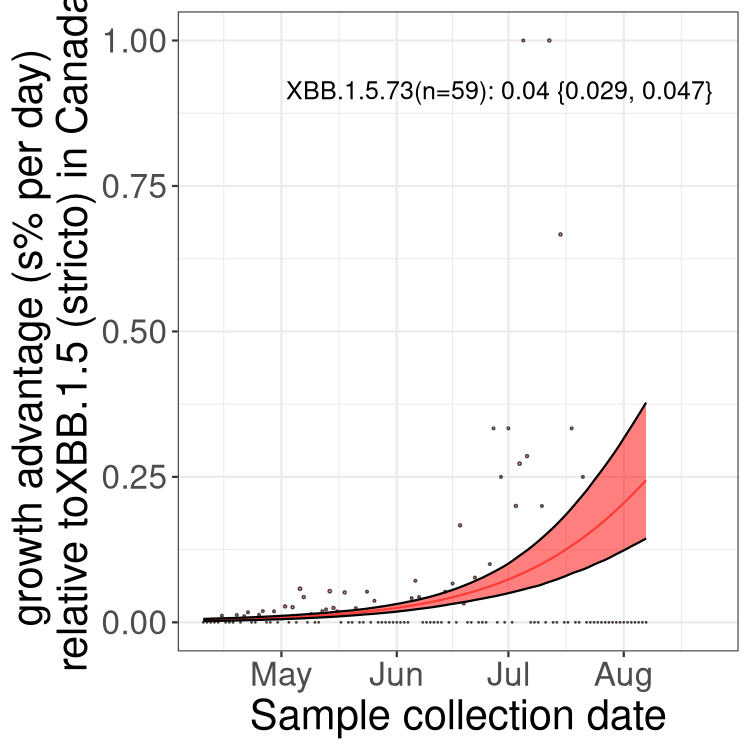 growth advantage (s% per day)
relative toXBB.1.5 (stricto) in Canada
1.00
XBB.1.5.73(n=59): 0.04 {0.029, 0.047}
0.75
0.50
0.25
0.00
May Jun Jul Aug
Sample collection date